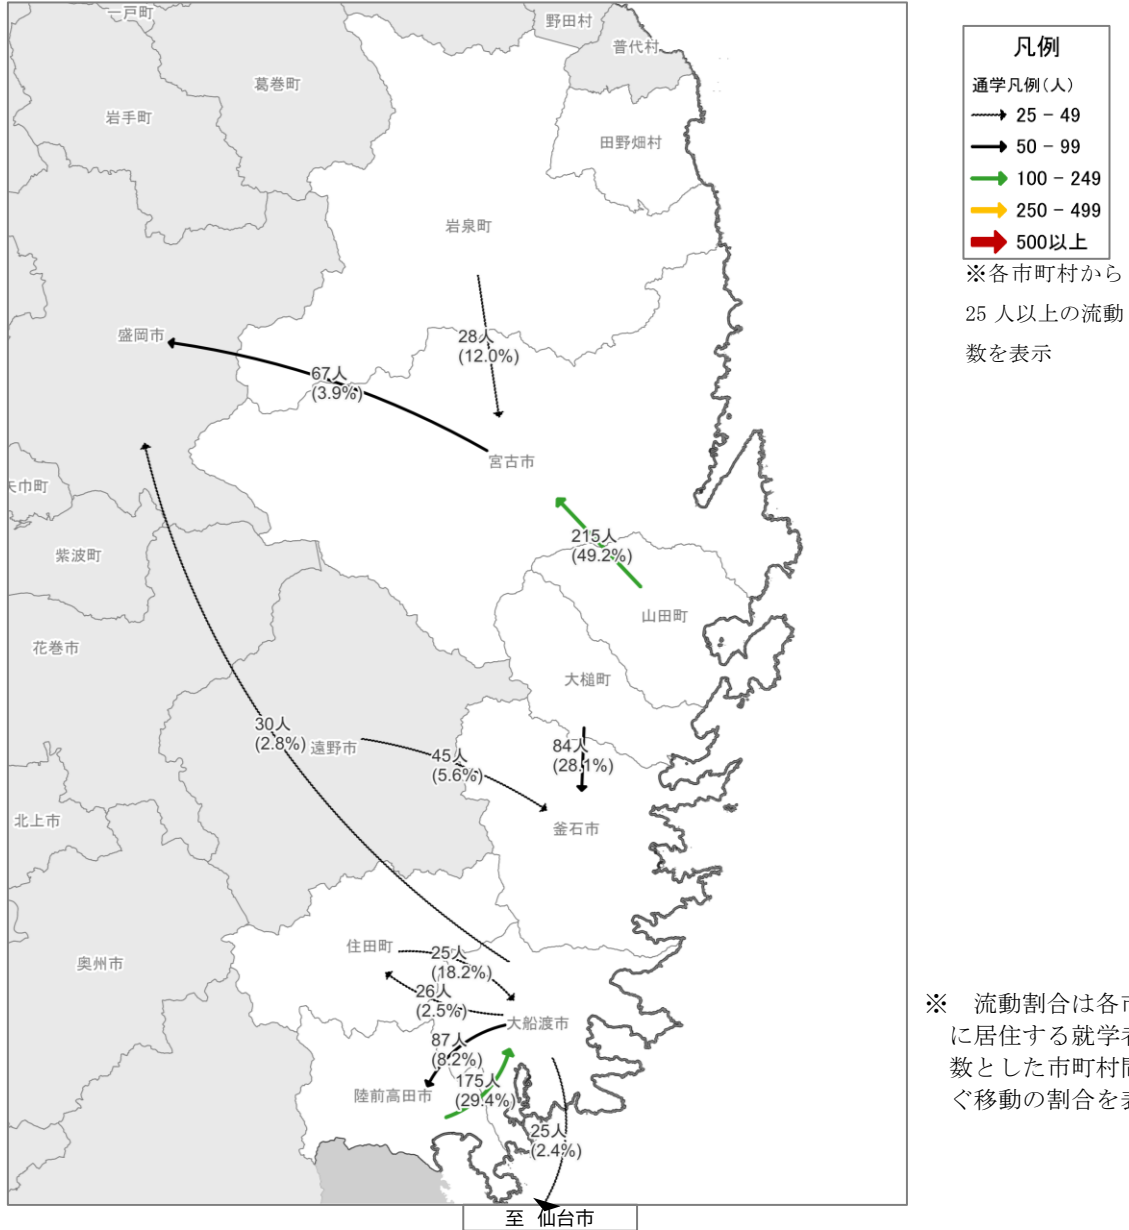 一戸町
野田村
普代村
葛巻町
岩手町
田野畑村
岩泉町
盛岡市
28人
(12.0%)
67人
(3.9%)
宮古市
矢巾町
215人
(49.2%)
紫波町
山田町
花巻市
大槌町
30人
(2.8%)
遠野市
45人
(5.6%)
84人
(28.1%)
北上市
釜石市
住田町
25人
(18.2%)
奥州市
26人
(2.5%)
大船渡市
87人
(8.2%)
175人
(29.4%)
陸前高田市
25人
(2.4%)
至 仙台市
凡例
通学凡例(人)
25 - 49
50 - 99
100 - 249
250 - 499
500以上
※各市町村から
25 人以上の流動
数を表示
※ 流動割合は各市
に居住する就学者
数とした市町村間
ぐ移動の割合を表